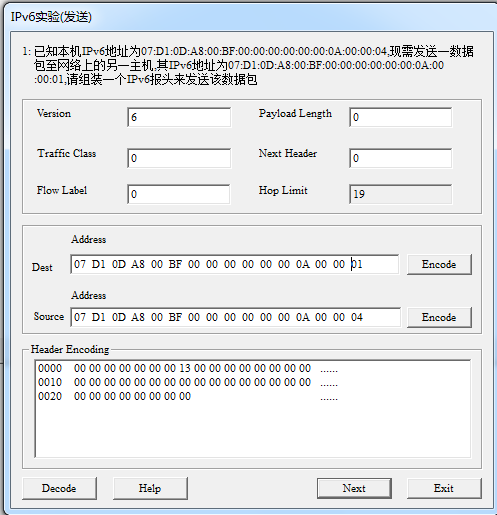 IPv6实验(发送)
1: 已知本机IPv6地址为07:D1:0D:A8:00:BF:00:00:00:00:00:00:0A:00:00:04,现需发送一数据
包至网络上的另一主机,其IPv6地址为07:D1:0D:A8:00:BF:00:00:00:00:00:00:0A:00
:00:01,请组装一个IPv6报头来发送该数据包
Version 6 Payload Length 0
Traffic Class 0 Next Header 0
Flow Label 0 Hop Limit 19
Address
Dest 07 D1 0D A8 00 BF 00 00 00 00 00 00 0A 00 00 01 Encode
Address
Source 07 D1 0D A8 00 BF 00 00 00 00 00 00 0A 00 00 04 Encode
Header Encoding
0000 00 00 00 00 00 00 00 13 00 00 00 00 00 00 00 00 ......
0010 00 00 00 00 00 00 00 00 00 00 00 00 00 00 00 00 ......
0020 00 00 00 00 00 00 00 00 ......
Decode Help Next Exit